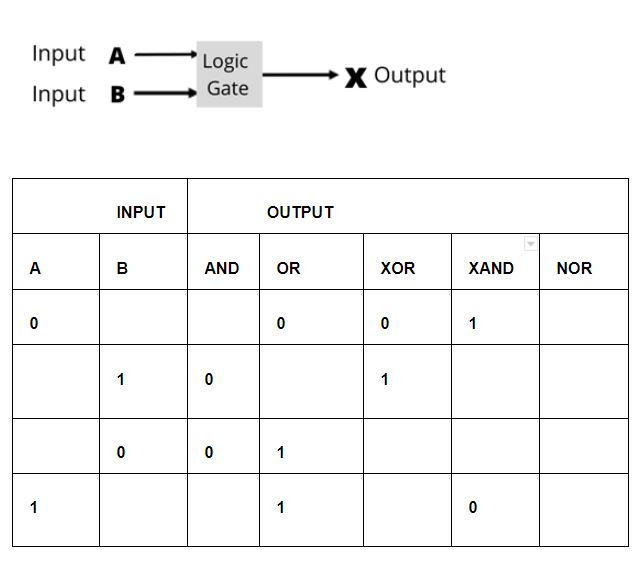 Input A
Logic
Gate
X Output
Input B
INPUT OUTPUT
A B AND OR XOR XAND NOR
0 0 0 1
1 0 1
0 0 1
1 1 0